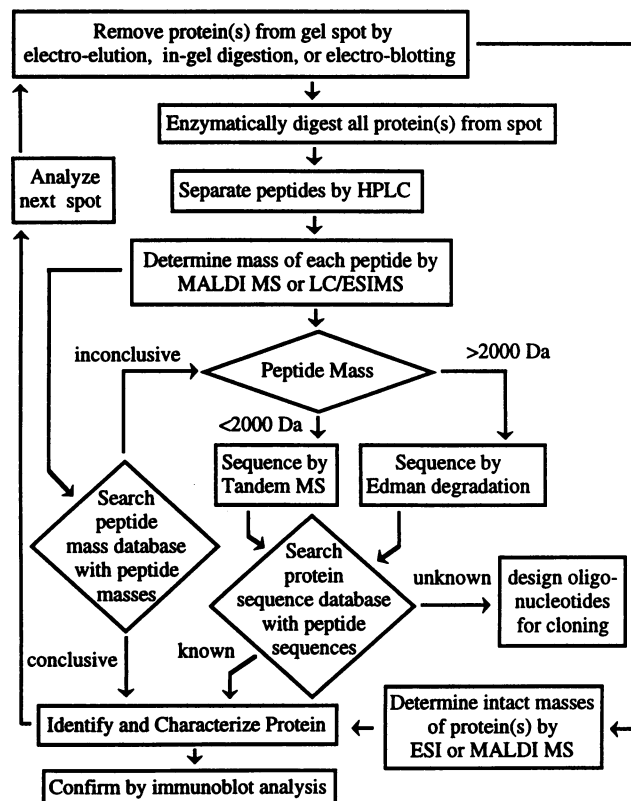 Remove protein(s) from gel spot by
electro-elution, in-gel digestion, or electro-blotting
Enzymatically digest all protein(s) from spot
Analyze
next spot
Separate peptides by HPLC
Determine mass of each peptide by
MALDI MS or LC/ESIMS
inconclusive
Peptide Mass
>2000 Da
<2000 Da
Sequence by
Tandem MS
Sequence by
Edman degradation
Search
peptide
mass database
with peptide
masses
Search
protein
sequence database
with peptide
sequences
unknown
design oligo-
nucleotides
for cloning
conclusive
known
Identify and Characterize Protein
Determine intact masses
of protein(s) by
ESI or MALDI MS
Confirm by immunoblot analysis